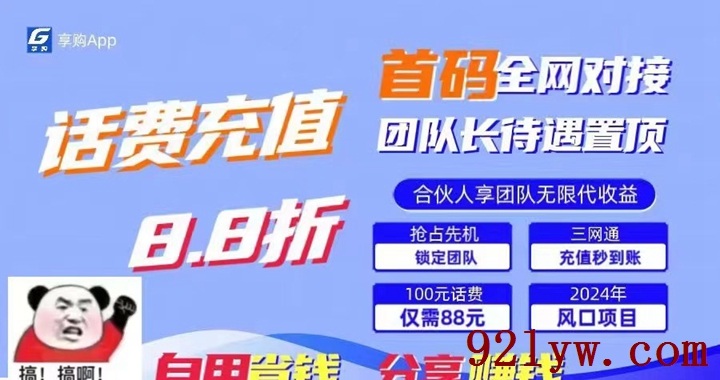 享购
享购App
话费充值
8.8折
首码全网对接
团队长待遇置顶
合伙人享团队无限代收益
抢占先机
锁定团队
三网通
充值秒到账
100元话费
仅需88元
2024年
风口项目
搞！搞啊！
自用省钱 分享赚钱
92lyw.com